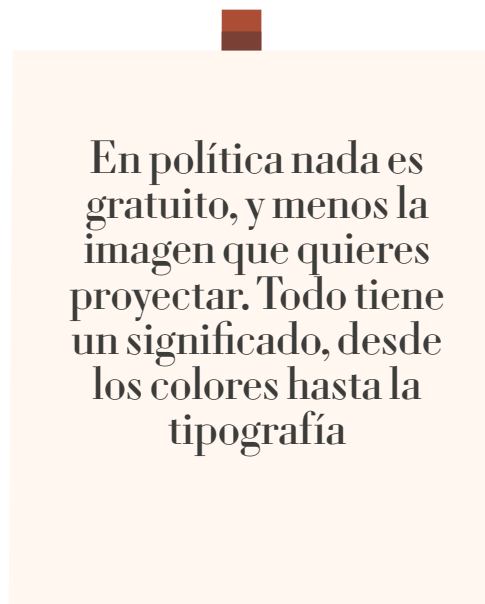 En política nada es
gratuito, y menos la
imagen que quieres
proyectar. Todo tiene
un significado, desde
los colores hasta la
tipografía